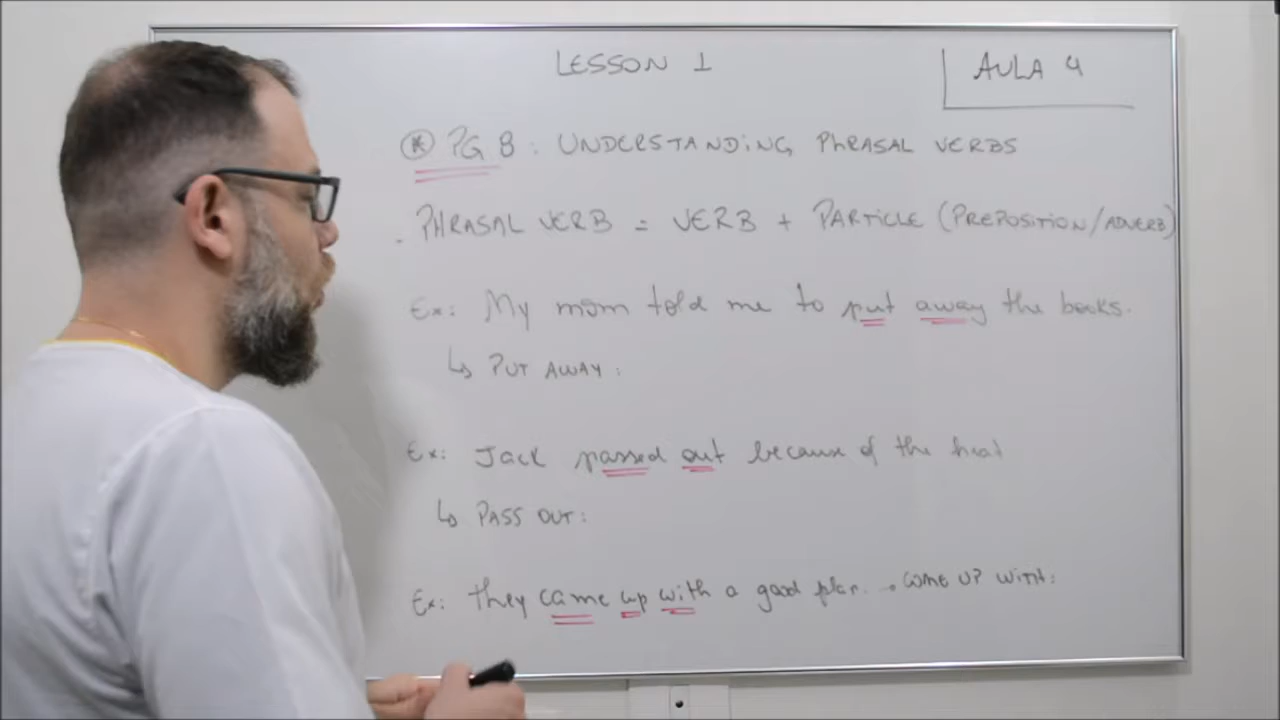 LESSON 1
AULA 4
* PG 8: UNDERSTANDING PHRASAL VERBS
. PHRASAL VERB = VERB + PARTICLE (PREPOSITION/ADVERB)
Ex: My mom told me to put away the books.
↳ PUT AWAY:
Ex: Jack passed out because of the heat
↳ PASS OUT:
Ex: they came up with a good plan. . COME UP WITH: